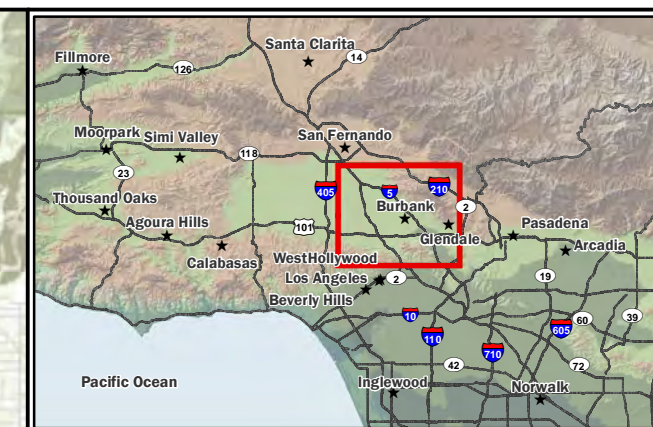 Santa Clarita
Fillmore
14
126
Moorpark
Simi Valley
San Fernando
118
23
405
5
210
Thousand Oaks
Burbank
2
101
Agoura Hills
Glendale
Pasadena
Calabasas
WestHollywood
Arcadia
Los Angeles
2
19
Beverly Hills
10
60
39
605
110
710
42
72
Pacific Ocean
Inglewood
Norwalk